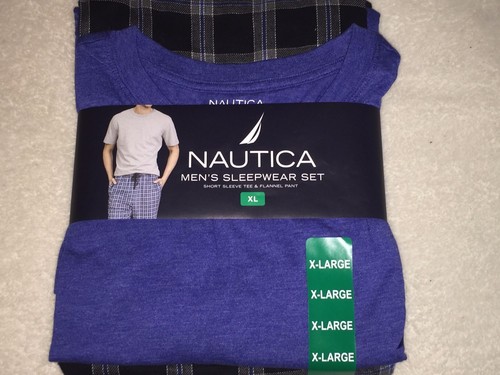 NAUTICA
NAUTICA
MEN'S SLEEPWEAR SET
SHORT SLEEVE TEE & FLANNEL PANT
XL
X-LARGE
X-LARGE
X-LARGE
X-LARGE